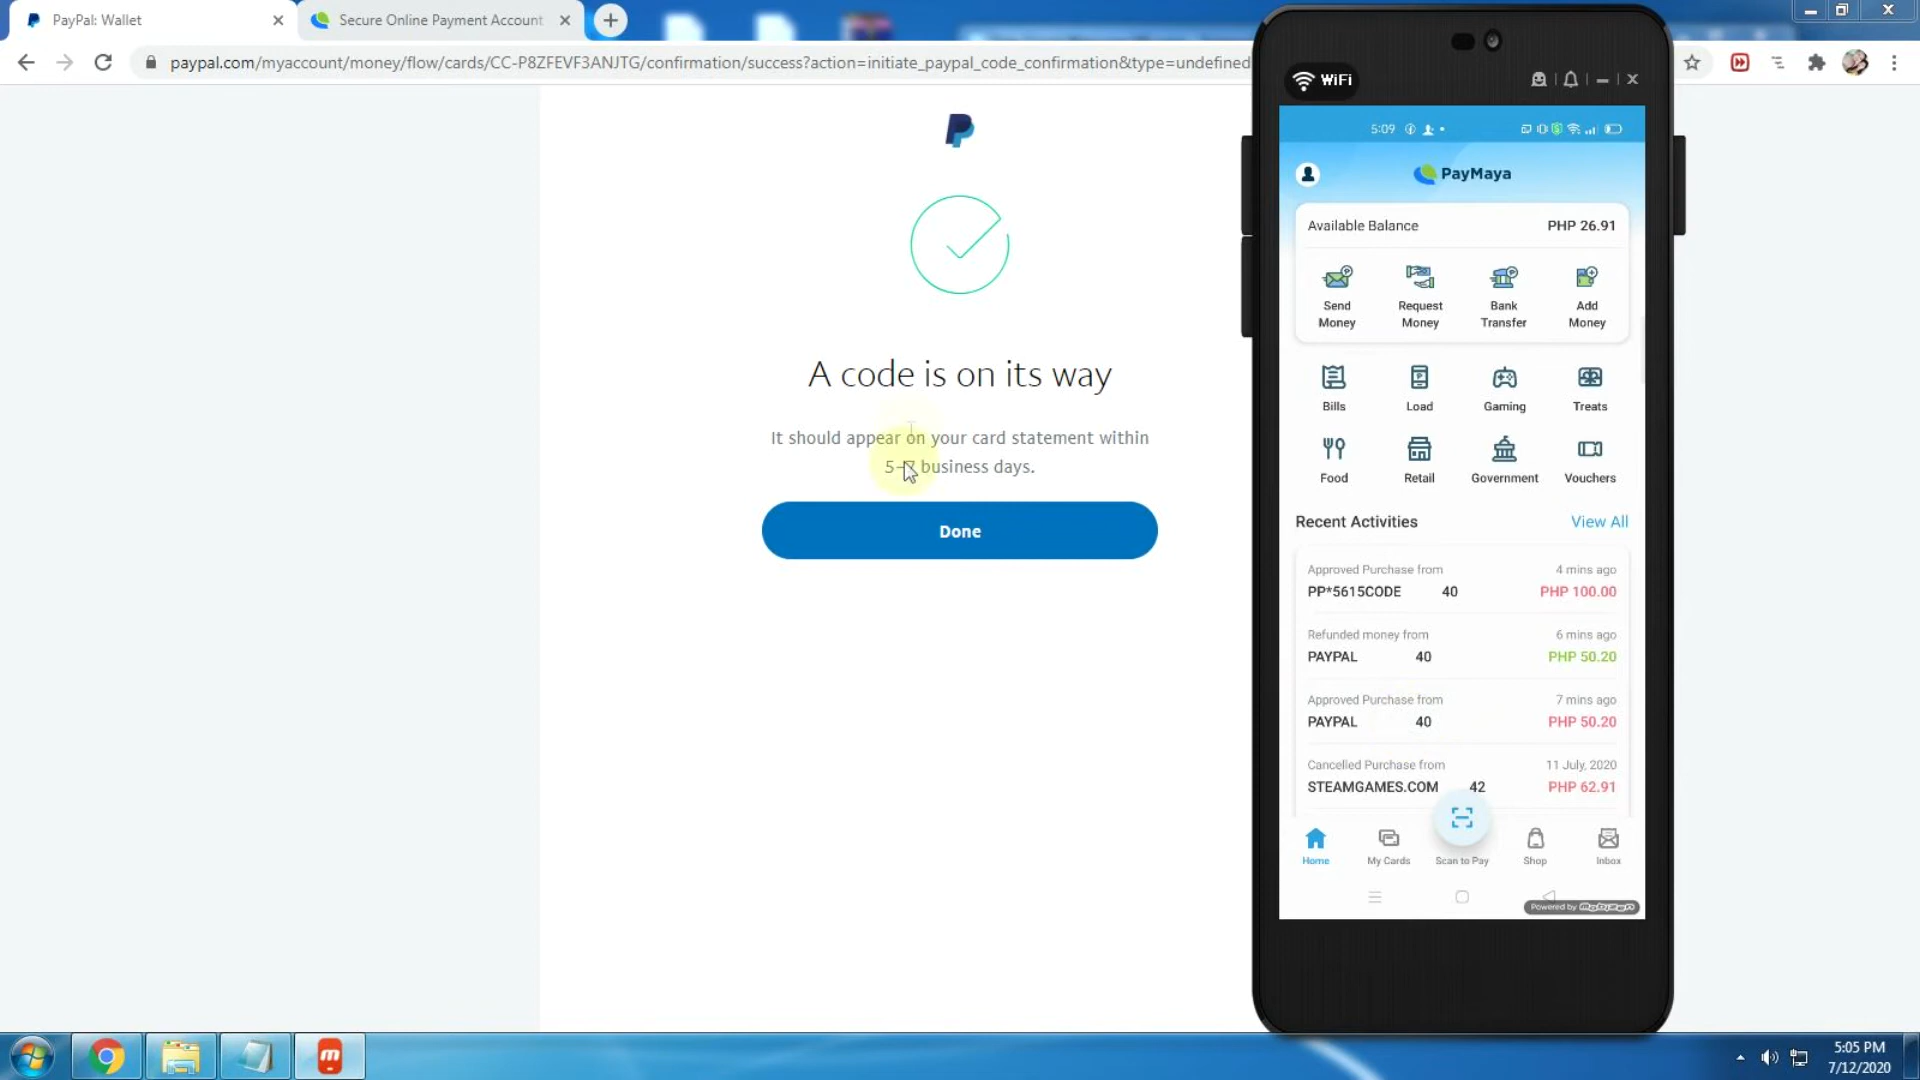 PayPal: Wallet
Secure Online Payment Account
paypal.com/myaccount/money/flow/cards/CC-P8ZFEVF3ANJTG/confirmation/success?action=initiate_paypal_code_confirmation&type=undefined
A code is on its way
It should appear on your card statement within
5–7 business days.
Done
WiFi
5:09
PayMaya
Available Balance PHP 26.91
Send Money
Request Money
Bank Transfer
Add Money
Bills Load Gaming Treats
Food Retail Government Vouchers
Recent Activities View All
Approved Purchase from 4 mins ago
PP*5615CODE 40 PHP 100.00
Refunded money from 6 mins ago
PAYPAL 40 PHP 50.20
Approved Purchase from 7 mins ago
PAYPAL 40 PHP 50.20
Cancelled Purchase from 11 July, 2020
STEAMGAMES.COM 42 PHP 62.91
Home My Cards Scan to Pay Shop Inbox
Powered by mobizen
5:05 PM
7/12/2020